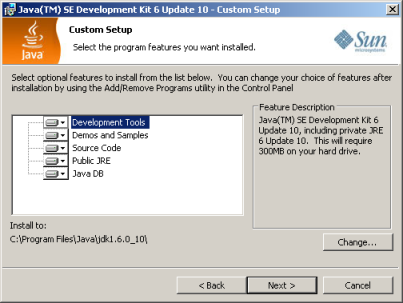 Java(TM) SE Development Kit 6 Update 10 - Custom Setup
Custom Setup
Select the program features you want installed.
Java
Sun
microsystems
Select optional features to install from the list below. You can change your choice of features after
installation by using the Add/Remove Programs utility in the Control Panel
Development Tools
Demos and Samples
Source Code
Public JRE
Java DB
Feature Description
Java(TM) SE Development Kit 6
Update 10, including private JRE
6 Update 10. This will require
300MB on your hard drive.
Install to:
C:\Program Files\Java\jdk1.6.0_10\
Change...
< Back
Next >
Cancel